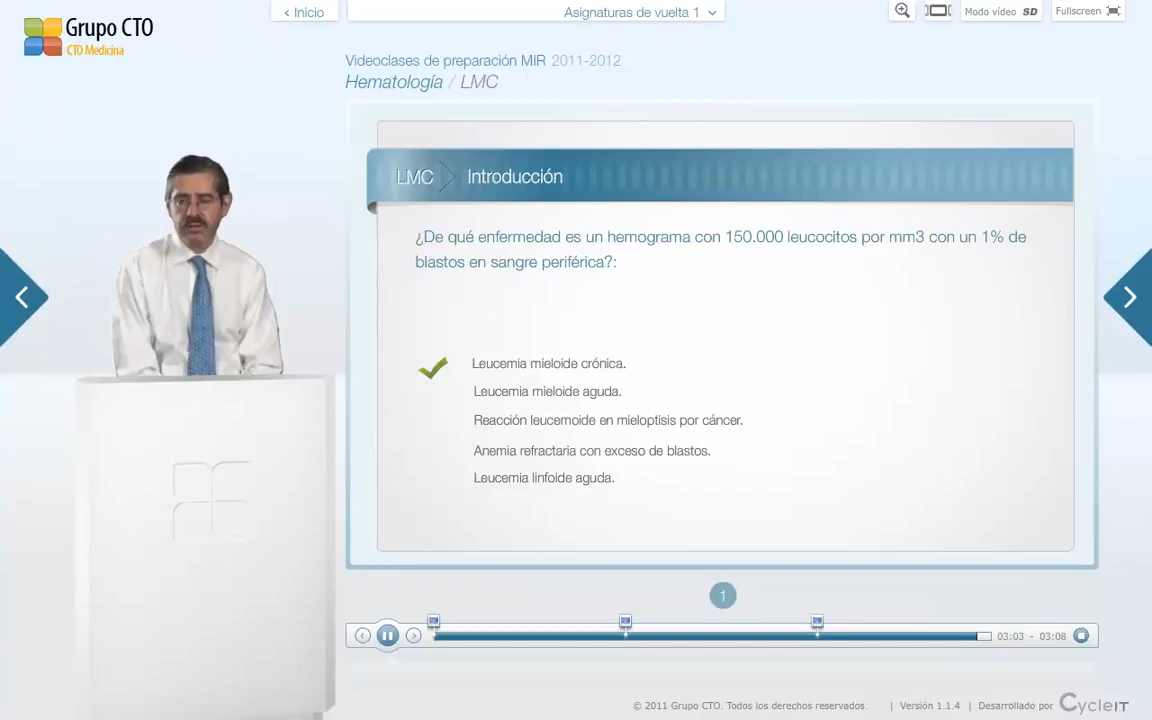 Grupo CTO
CTO Medicina
‹ Inicio
Asignaturas de vuelta 1
Modo vídeo SD
Fullscreen
Videoclases de preparación MIR 2011-2012
Hematología / LMC
LMC Introducción
¿De qué enfermedad es un hemograma con 150.000 leucocitos por mm3 con un 1% de
blastos en sangre periférica?:
Leucemia mieloide crónica.
Leucemia mieloide aguda.
Reacción leucemoide en mieloptisis por cáncer.
Anemia refractaria con exceso de blastos.
Leucemia linfoide aguda.
1
03:03 - 03:08
© 2011 Grupo CTO. Todos los derechos reservados. | Versión 1.1.4 | Desarrollado por CycleIT